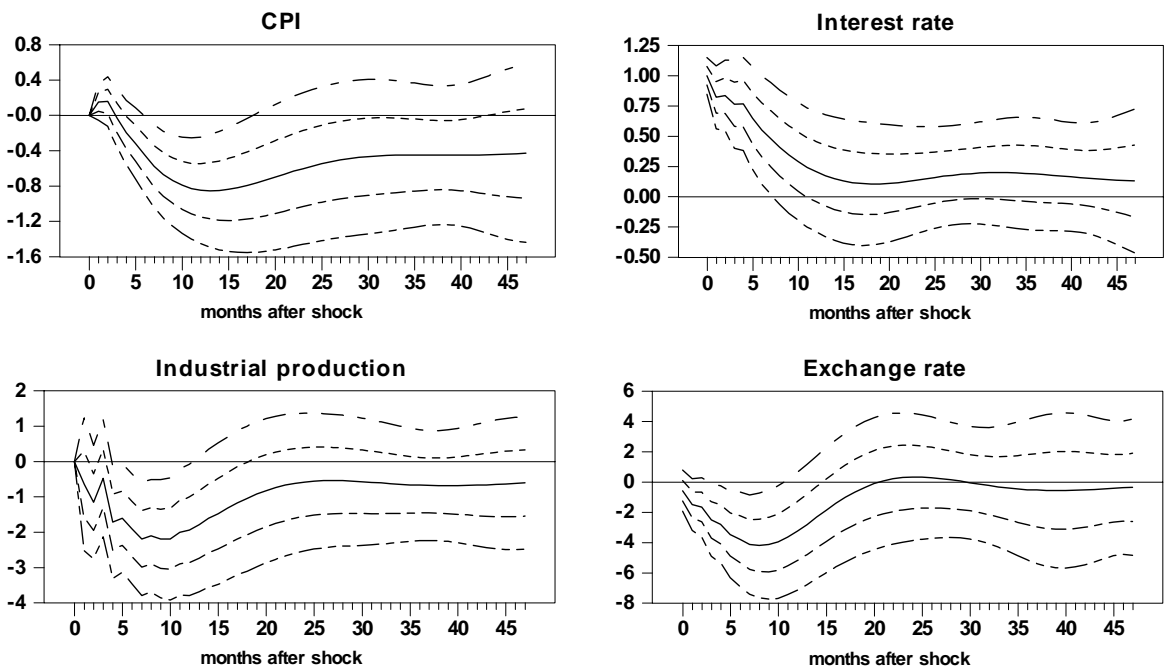 CPI
0.8
0.4
-0.0
-0.4
-0.8
-1.2
-1.6
0 5 10 15 20 25 30 35 40 45
months after shock
Interest rate
1.25
1.00
0.75
0.50
0.25
0.00
-0.25
-0.50
0 5 10 15 20 25 30 35 40 45
months after shock
Industrial production
2
1
0
-1
-2
-3
-4
0 5 10 15 20 25 30 35 40 45
months after shock
Exchange rate
6
4
2
0
-2
-4
-6
-8
0 5 10 15 20 25 30 35 40 45
months after shock